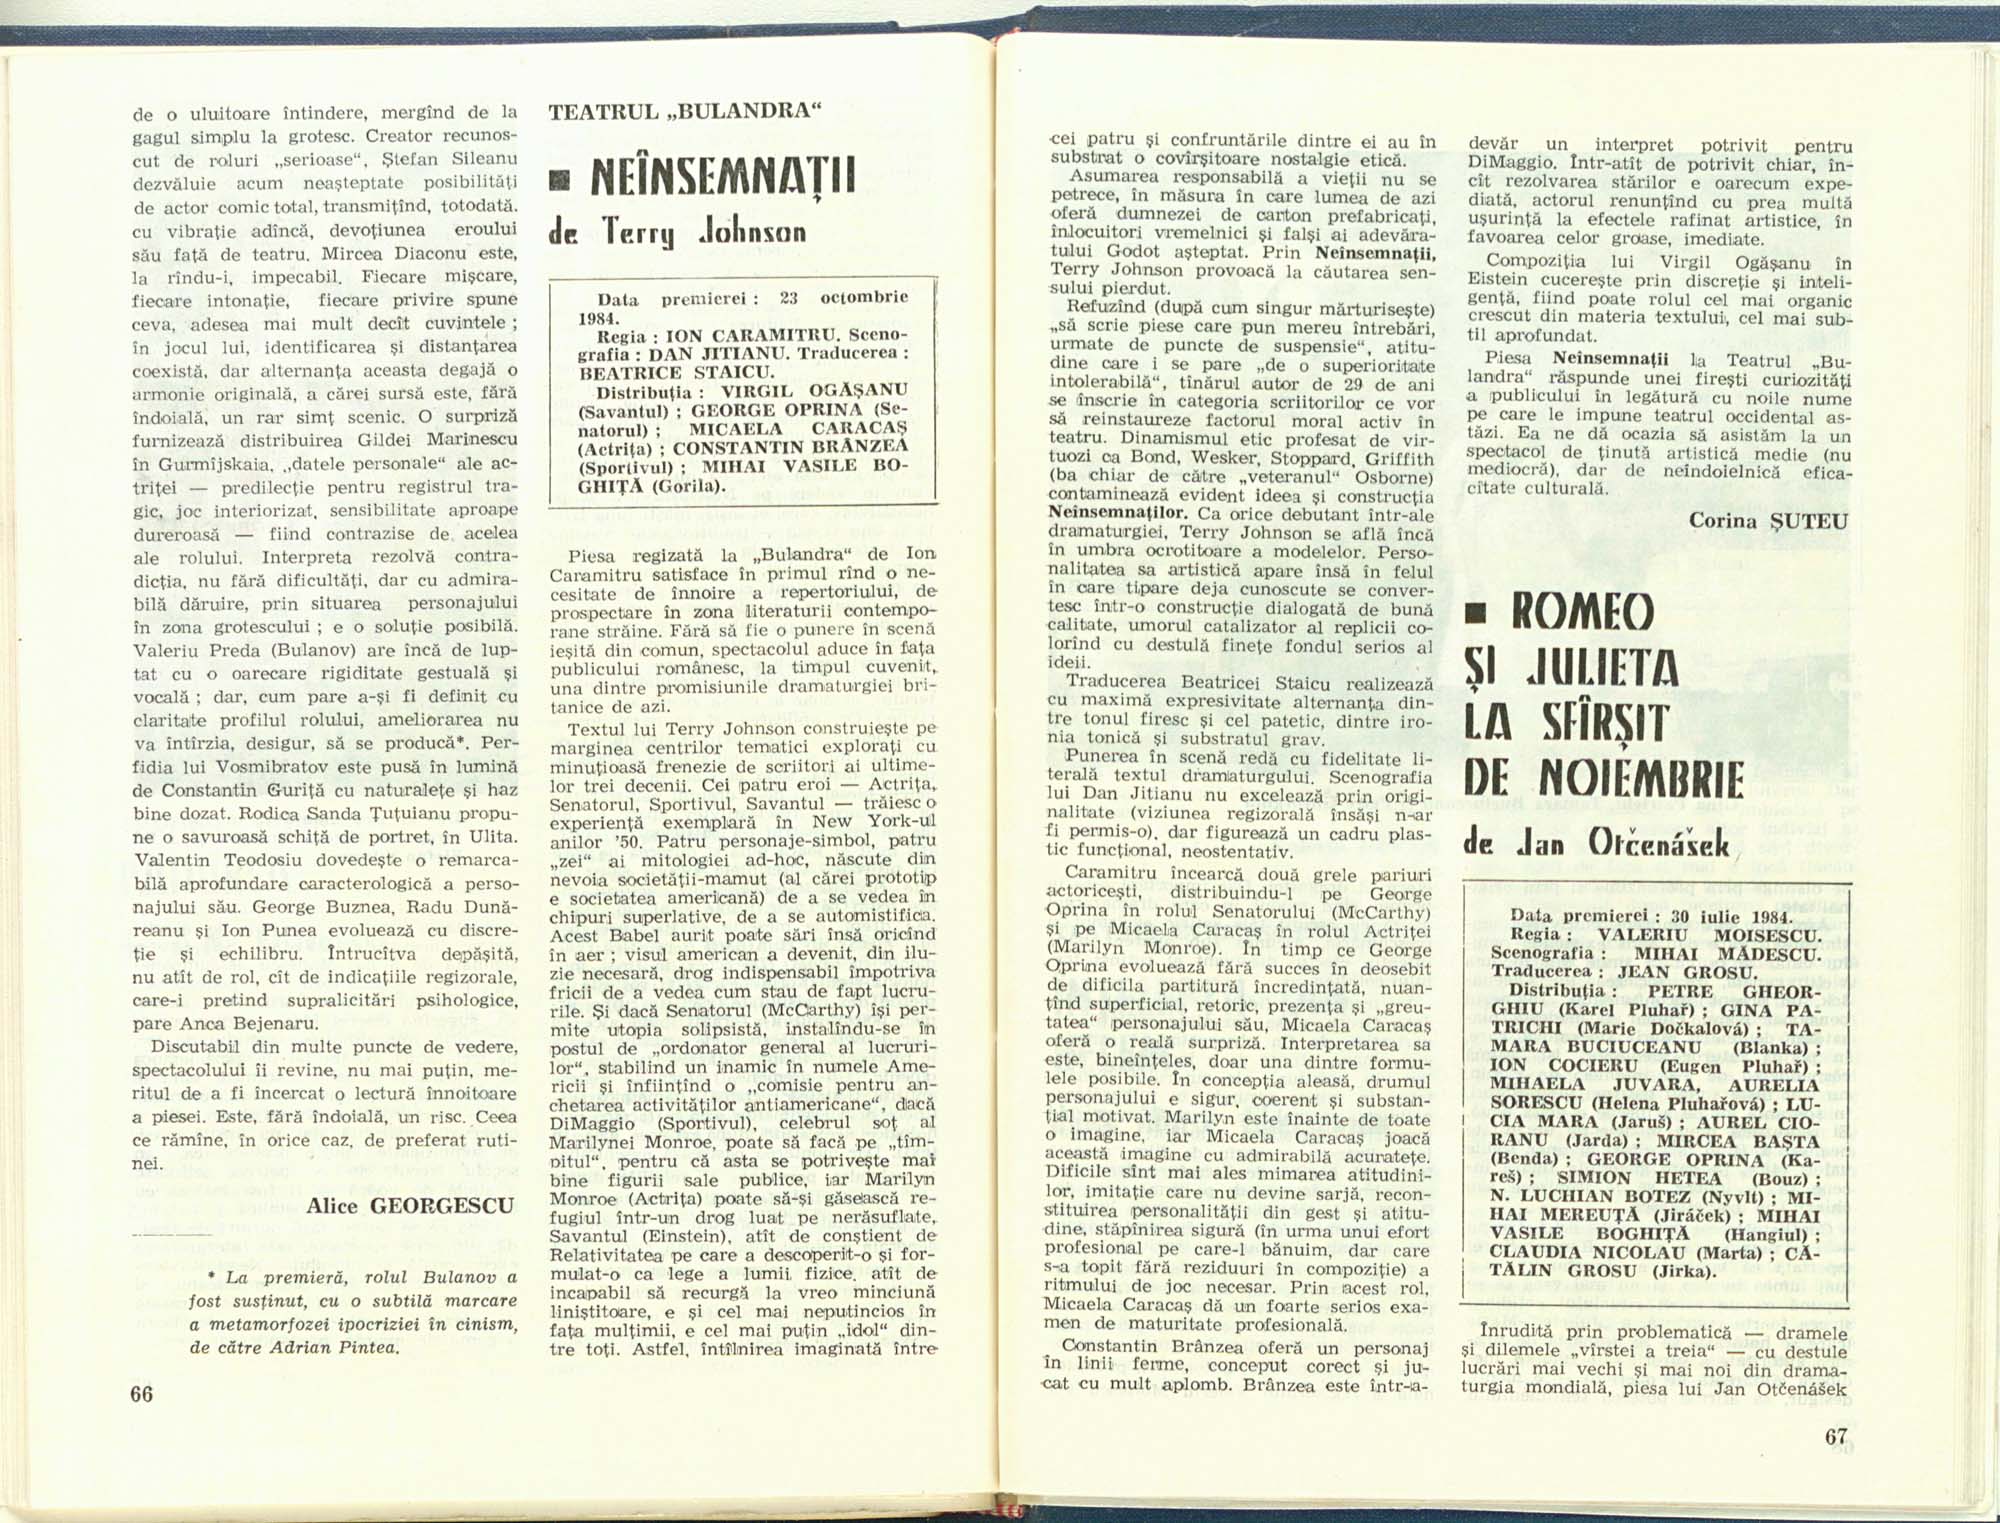 de o uluitoare întindere, mergînd de la
gagul simplu la grotesc. Creator recunos-
cut de roluri „serioase“, Ștefan Sileanu
dezvăluie acum neașteptate posibilități
de actor comic total, transmițînd, totodată.
cu vibrație adîncă, devoțiunea eroului
său față de teatru. Mircea Diaconu este,
la rîndu-i, impecabil. Fiecare mișcare,
fiecare intonație, fiecare privire spune
ceva, adesea mai mult decît cuvintele ;
în jocul lui, identificarea și distanțarea
coexistă, dar alternanța aceasta degajă o
armonie originală, a cărei sursă este, fără
îndoială, un rar simț scenic. O surpriză
furnizează distribuirea Gildei Marinescu
în Gurmîjskaia, „datele personale“ ale ac-
triței — predilecție pentru registrul tra-
gic, joc interiorizat, sensibilitate aproape
dureroasă — fiind contrazise de acelea
ale rolului. Interpreta rezolvă contra-
dicția, nu fără dificultăți, dar cu admira-
bilă dăruire, prin situarea personajului
în zona grotescului ; e o soluție posibilă.
Valeriu Preda (Bulanov) are încă de lup-
tat cu o oarecare rigiditate gestuală și
vocală ; dar, cum pare a-și fi definit cu
claritate profilul rolului, ameliorarea nu
va întîrzia, desigur, să se producă*. Per-
fidia lui Vosmibratov este pusă în lumină
de Constantin Guriță cu naturalețe și haz
bine dozat. Rodica Sanda Țuțuianu propu-
ne o savuroasă schiță de portret, în Ulita.
Valentin Teodosiu dovedește o remarca-
bilă aprofundare caracterologică a perso-
najului său. George Buznea, Radu Dună-
reanu și Ion Punea evoluează cu discre-
ție și echilibru. Întrucîtva depășită,
nu atît de rol, cît de indicațiile regizorale,
care-i pretind supralicitări psihologice,
pare Anca Bejenaru.
Discutabil din multe puncte de vedere,
spectacolului îi revine, nu mai puțin, me-
ritul de a fi încercat o lectură înnoitoare
a piesei. Este, fără îndoială, un risc. Ceea
ce rămîne, în orice caz, de preferat ruti-
nei.
Alice GEORGESCU
* La premieră, rolul Bulanov a
fost susținut, cu o subtilă marcare
a metamorfozei ipocriziei în cinism,
de către Adrian Pintea.
66
TEATRUL „BULANDRA“
■ NEÎNSEMNAȚII
de Terry Johnson
Data premierei : 23 octombrie
1984.
Regia : ION CARAMITRU. Sceno-
grafia : DAN JITIANU. Traducerea :
BEATRICE STAICU.
Distribuția : VIRGIL OGĂȘANU
(Savantul) ; GEORGE OPRINA (Se-
natorul) ; MICAELA CARACAȘ
(Actrița) ; CONSTANTIN BRÂNZEA
(Sportivul) ; MIHAI VASILE BO-
GHIȚĂ (Gorila).
Piesa regizată la „Bulandra“ de Ion
Caramitru satisface în primul rînd o ne-
cesitate de înnoire a repertoriului, de
prospectare în zona literaturii contempo-
rane străine. Fără să fie o punere în scenă
ieșită din comun, spectacolul aduce în fața
publicului românesc, la timpul cuvenit,
una dintre promisiunile dramaturgiei bri-
tanice de azi.
Textul lui Terry Johnson construiește pe
marginea centrilor tematici explorați cu
minuțioasă frenezie de scriitori ai ultime-
lor trei decenii. Cei patru eroi — Actrița,
Senatorul, Sportivul, Savantul — trăiesc o
experiență exemplară în New York-ul
anilor ’50. Patru personaje-simbol, patru
„zei“ ai mitologiei ad-hoc, născute din
nevoia societății-mamut (al cărei prototip
e societatea americană) de a se vedea în
chipuri superlative, de a se automistifica.
Acest Babel aurit poate sări însă oricînd
în aer ; visul american a devenit, din ilu-
zie necesară, drog indispensabil împotriva
fricii de a vedea cum stau de fapt lucru-
rile. Și dacă Senatorul (McCarthy) își per-
mite utopia solipsistă, instalîndu-se în
postul de „ordonator general al lucruri-
lor“, stabilind un inamic în numele Ame-
ricii și înființînd o „comisie pentru an-
chetarea activităților antiamericane“, dacă
DiMaggio (Sportivul), celebrul soț al
Marilynei Monroe, poate să facă pe „tîm-
pitul“, pentru că asta se potrivește mai
bine figurii sale publice, iar Marilyn
Monroe (Actrița) poate să-și găsească re-
fugiul într-un drog luat pe nerăsuflate,
Savantul (Einstein), atît de conștient de
Relativitatea pe care a descoperit-o și for-
mulat-o ca lege a lumii fizice, atît de
incapabil să recurgă la vreo minciună
liniștitoare, e și cel mai neputincios în
fața mulțimii, e cel mai puțin „idol“ din-
tre toți. Astfel, întîlnirea imaginată între
cei patru și confruntările dintre ei au în
substrat o covîrșitoare nostalgie etică.
Asumarea responsabilă a vieții nu se
petrece, în măsura în care lumea de azi
oferă dumnezei de carton prefabricați,
înlocuitori vremelnici și falși ai adevăra-
tului Godot așteptat. Prin Neînsemnații,
Terry Johnson provoacă la căutarea sen-
sului pierdut.
Refuzînd (după cum singur mărturisește)
„să scrie piese care pun mereu întrebări,
urmate de puncte de suspensie“, atitu-
dine care i se pare „de o superioritate
intolerabilă“, tînărul autor de 29 de ani
se înscrie în categoria scriitorilor ce vor
să reinstaureze factorul moral activ în
teatru. Dinamismul etic profesat de vir-
tuozi ca Bond, Wesker, Stoppard, Griffith
(ba chiar de către „veteranul“ Osborne)
contaminează evident ideea și construcția
Neînsemnaților. Ca orice debutant într-ale
dramaturgiei, Terry Johnson se află încă
în umbra ocrotitoare a modelelor. Perso-
nalitatea sa artistică apare însă în felul
în care tipare deja cunoscute se conver-
tesc într-o construcție dialogată de bună
calitate, umorul catalizator al replicii co-
lorînd cu destulă finețe fondul serios al
ideii.
Traducerea Beatricei Staicu realizează
cu maximă expresivitate alternanța din-
tre tonul firesc și cel patetic, dintre iro-
nia tonică și substratul grav.
Punerea în scenă redă cu fidelitate li-
terală textul dramaturgului. Scenografia
lui Dan Jitianu nu excelează prin origi-
nalitate (viziunea regizorală însăși n-ar
fi permis-o), dar figurează un cadru plas-
tic funcțional, neostentativ.
Caramitru încearcă două grele pariuri
actoricești, distribuindu-l pe George
Oprina în rolul Senatorului (McCarthy)
și pe Micaela Caracaș în rolul Actriței
(Marilyn Monroe). În timp ce George
Oprina evoluează fără succes în deosebit
de dificila partitură încredințată, nuan-
țînd superficial, retoric, prezența și „greu-
tatea“ personajului său, Micaela Caracaș
oferă o reală surpriză. Interpretarea sa
este, bineînțeles, doar una dintre formu-
lele posibile. În concepția aleasă, drumul
personajului e sigur, coerent și substan-
țial motivat. Marilyn este înainte de toate
o imagine, iar Micaela Caracaș joacă
această imagine cu admirabilă acuratețe.
Dificile sînt mai ales mimarea atitudini-
lor, imitație care nu devine sarjă, recon-
stituirea personalității din gest și atitu-
dine, stăpînirea sigură (în urma unui efort
profesional pe care-l bănuim, dar care
s-a topit fără reziduuri în compoziție) a
ritmului de joc necesar. Prin acest rol,
Micaela Caracaș dă un foarte serios exa-
men de maturitate profesională.
Constantin Brânzea oferă un personaj
în linii ferme, conceput corect și ju-
cat cu mult aplomb. Brânzea este într-a-
devăr un interpret potrivit pentru
DiMaggio. Într-atît de potrivit chiar, în-
cît rezolvarea stărilor e oarecum expe-
diată, actorul renunțînd cu prea multă
ușurință la efectele rafinat artistice, în
favoarea celor groase, imediate.
Compoziția lui Virgil Ogășanu în
Eistein cucerește prin discreție și inteli-
gență, fiind poate rolul cel mai organic
crescut din materia textului, cel mai sub-
til aprofundat.
Piesa Neînsemnații la Teatrul „Bu-
landra“ răspunde unei firești curiozități
a publicului în legătură cu noile nume
pe care le impune teatrul occidental as-
tăzi. Ea ne dă ocazia să asistăm la un
spectacol de ținută artistică medie (nu
mediocră), dar de neîndoielnică efica-
citate culturală.
Corina ȘUTEU
■ ROMEO
ȘI JULIETA
LA SFÎRȘIT
DE NOIEMBRIE
de Jan Otčenášek
Data premierei : 30 iulie 1984.
Regia : VALERIU MOISESCU.
Scenografia : MIHAI MĂDESCU.
Traducerea : JEAN GROSU.
Distribuția : PETRE GHEOR-
GHIU (Karel Pluhař) ; GINA PA-
TRICHI (Marie Dočkalová) ; TA-
MARA BUCIUCEANU (Blanka) ;
ION COCIERU (Eugen Pluhař) ;
MIHAELA JUVARA, AURELIA
SORESCU (Helena Pluhařová) ; LU-
CIA MARA (Jaruš) ; AUREL CIO-
RANU (Jarda) ; MIRCEA BAȘTA
(Benda) ; GEORGE OPRINA (Ka-
reš) ; SIMION HETEA (Bouz) ;
N. LUCHIAN BOTEZ (Nyvlt) ; MI-
HAI MEREUȚĂ (Jiráček) ; MIHAI
VASILE BOGHIȚĂ (Hangiul) ;
CLAUDIA NICOLAU (Marta) ; CĂ-
TĂLIN GROSU (Jirka).
Înrudită prin problematică — dramele
și dilemele „vîrstei a treia“ — cu destule
lucrări mai vechi și mai noi din drama-
turgia mondială, piesa lui Jan Otčenášek
67